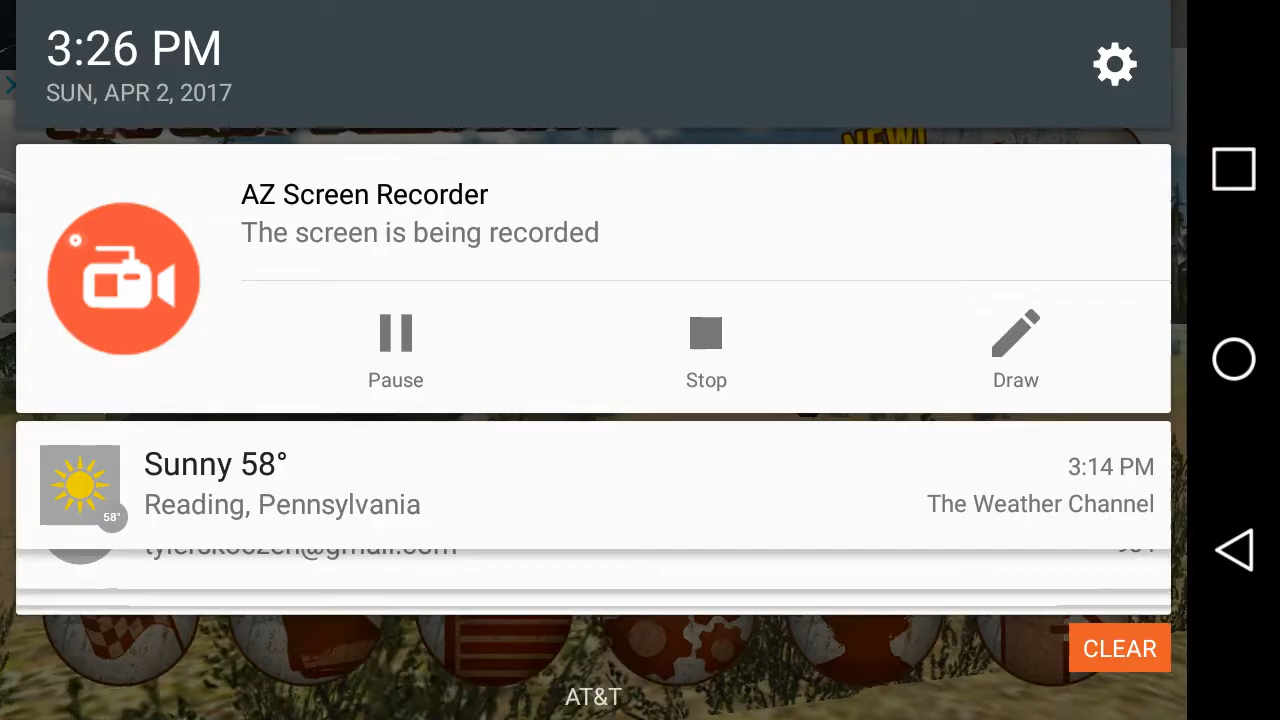 3:26 PM
SUN, APR 2, 2017
NEW!
AZ Screen Recorder
The screen is being recorded
Pause
Stop
Draw
Sunny 58°
3:14 PM
58°
Reading, Pennsylvania
The Weather Channel
CLEAR
AT&T